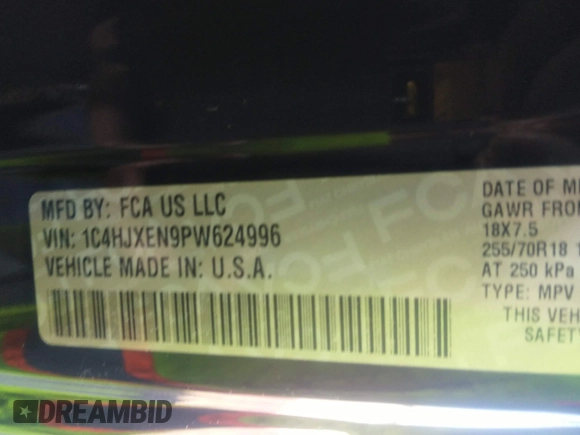 MFD BY: FCA US LLC
VIN: 1C4HJXEN9PW624996
VEHICLE MADE IN: U.S.A.
DATE OF M
GAWR FRO
18X7.5
255/70R18 1
AT 250 kPa
TYPE: MPV
THIS VEH
SAFET
DREAMBID